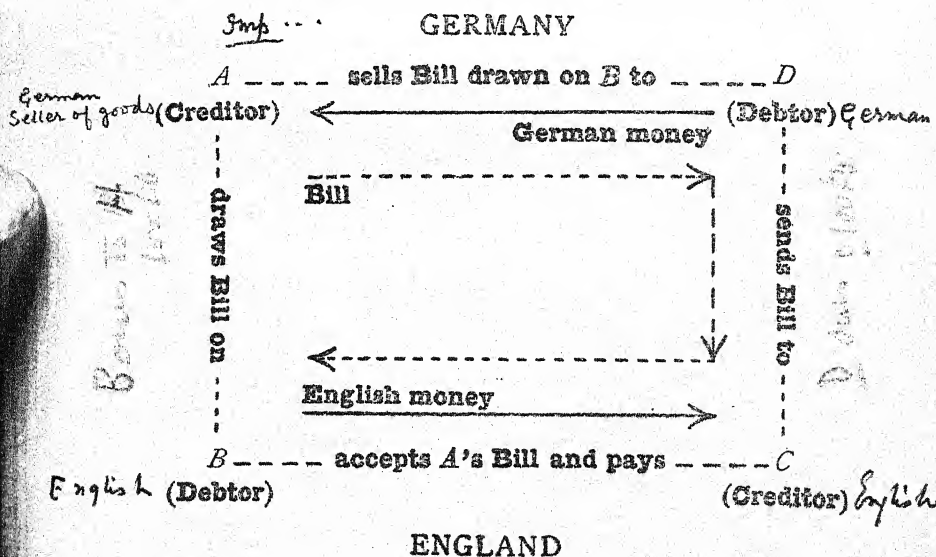 Imp ...
GERMANY
A ---- sells Bill drawn on B to ---- D
German
Seller of goods (Creditor) (Debtor) German
German money
Bill
draws Bill on
sends Bill to
English money
B ---- accepts A's Bill and pays ---- C
English (Debtor) (Creditor) English
ENGLAND